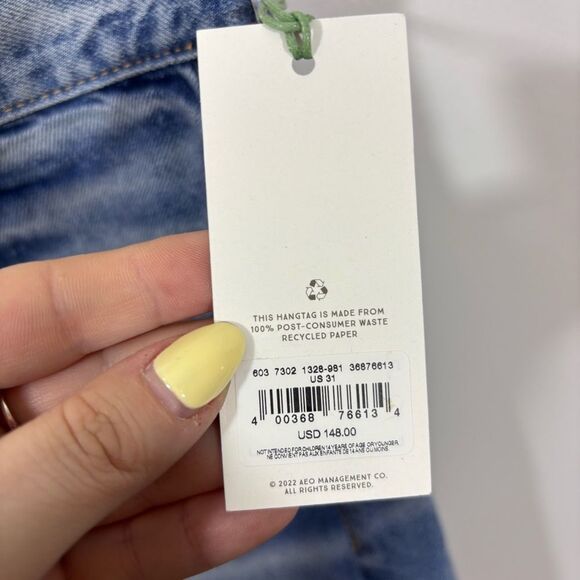 THIS HANGTAG IS MADE FROM
100% POST-CONSUMER WASTE
RECYCLED PAPER
603 7302 1328-981 36876613
US 31
4 00368 76613 4
USD 148.00
NOT INTENDED FOR CHILDREN 14 YEARS OF AGE OR YOUNGER.
NE CONVIENT PAS AUX ENFANTS DE 14 ANS OU MOINS.
© 2022 AEO MANAGEMENT CO.
ALL RIGHTS RESERVED.